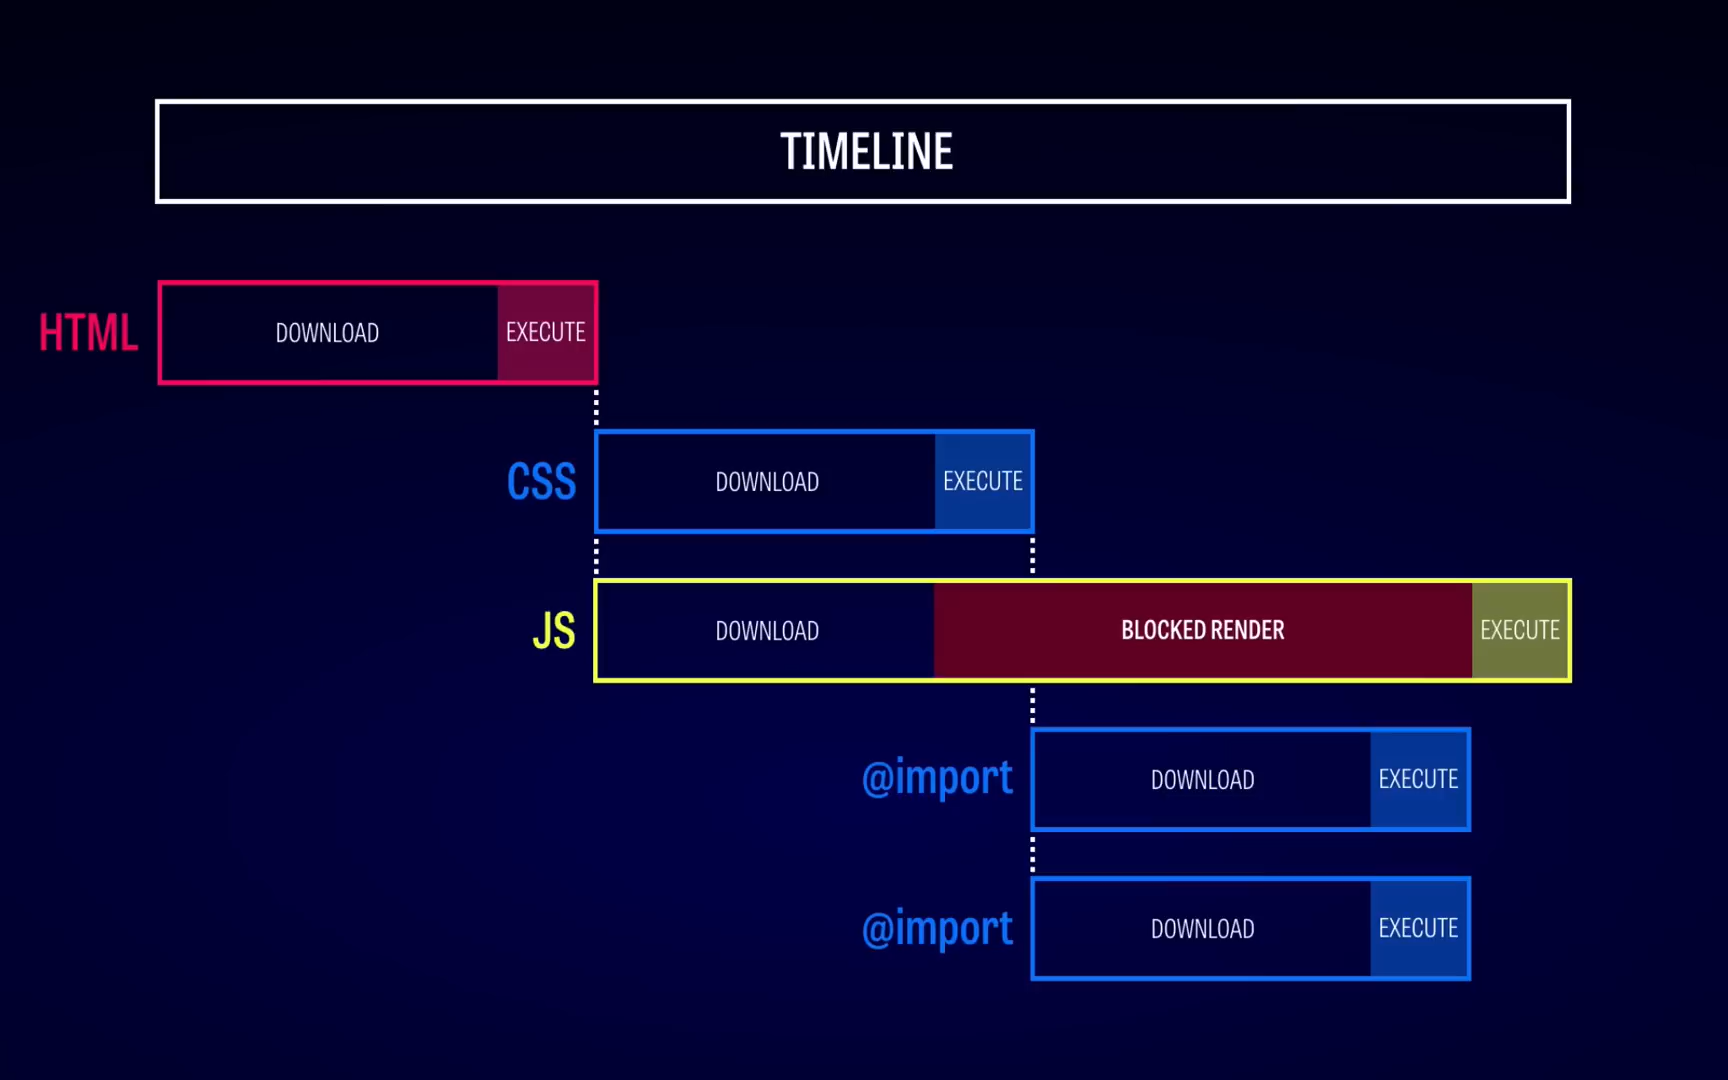 TIMELINE
HTML DOWNLOAD EXECUTE
CSS DOWNLOAD EXECUTE
JS DOWNLOAD BLOCKED RENDER EXECUTE
@import DOWNLOAD EXECUTE
@import DOWNLOAD EXECUTE